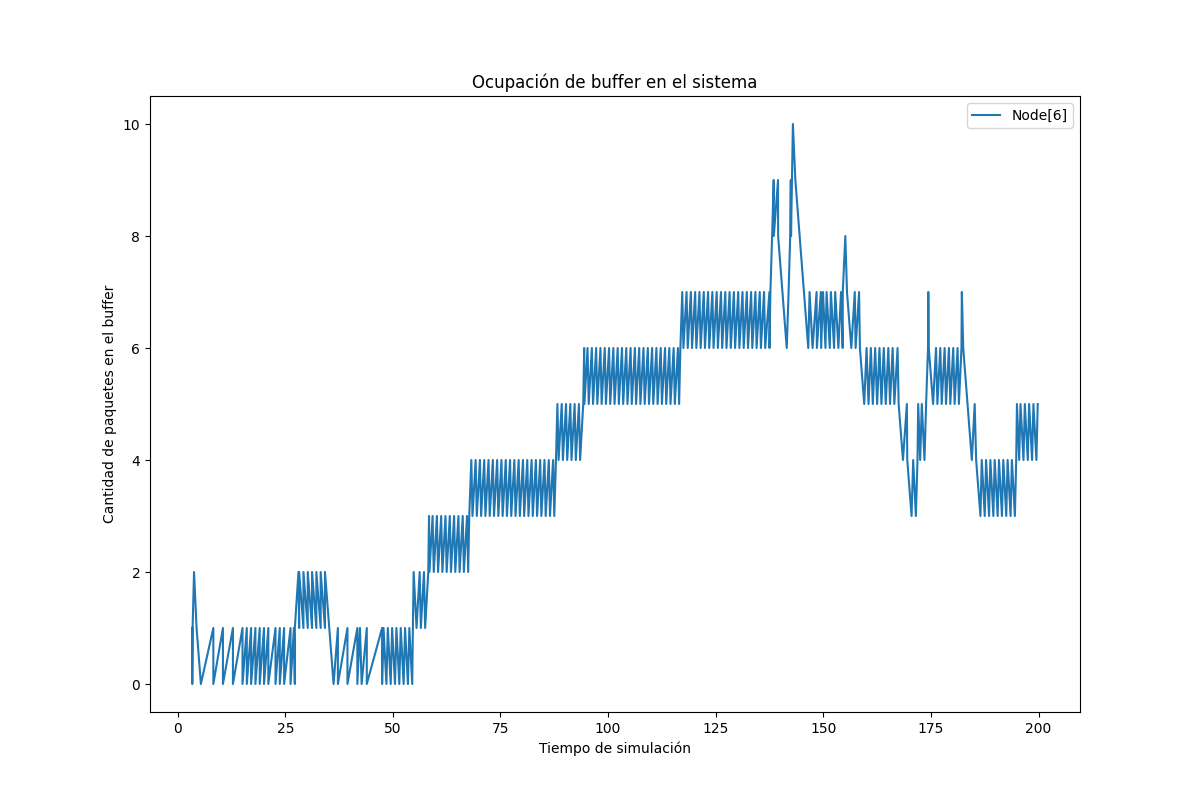 Ocupación de buffer en el sistema
Node[6]
10
8
6
4
2
0
Cantidad de paquetes en el buffer
0 25 50 75 100 125 150 175 200
Tiempo de simulación